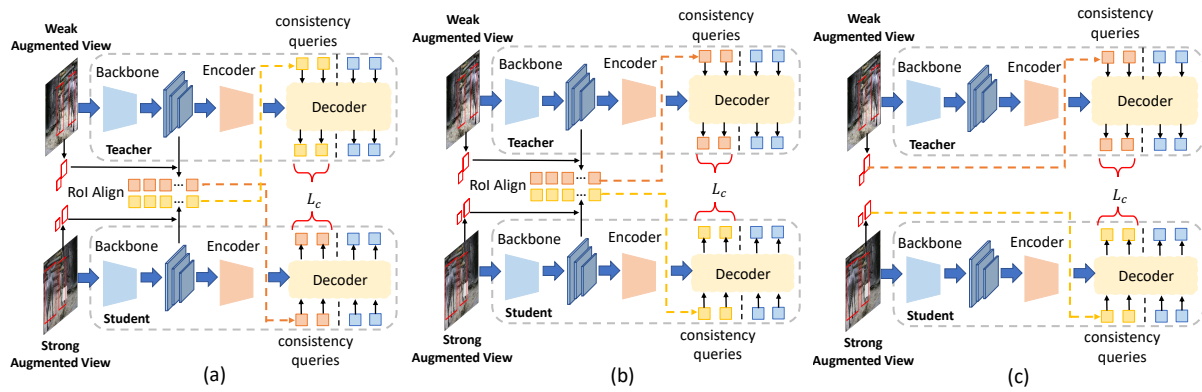 Weak
Augmented View
consistency
queries
Backbone
Encoder
Decoder
Teacher
RoI Align
...
...
L_c
Backbone
Encoder
Decoder
Student
Strong
Augmented View
consistency
queries
(a)
Weak
Augmented View
consistency
queries
Backbone
Encoder
Decoder
Teacher
RoI Align
...
...
L_c
Backbone
Encoder
Decoder
Student
Strong
Augmented View
consistency
queries
(b)
Weak
Augmented View
consistency
queries
Backbone
Encoder
Decoder
Teacher
L_c
Backbone
Encoder
Decoder
Student
Strong
Augmented View
consistency
queries
(c)